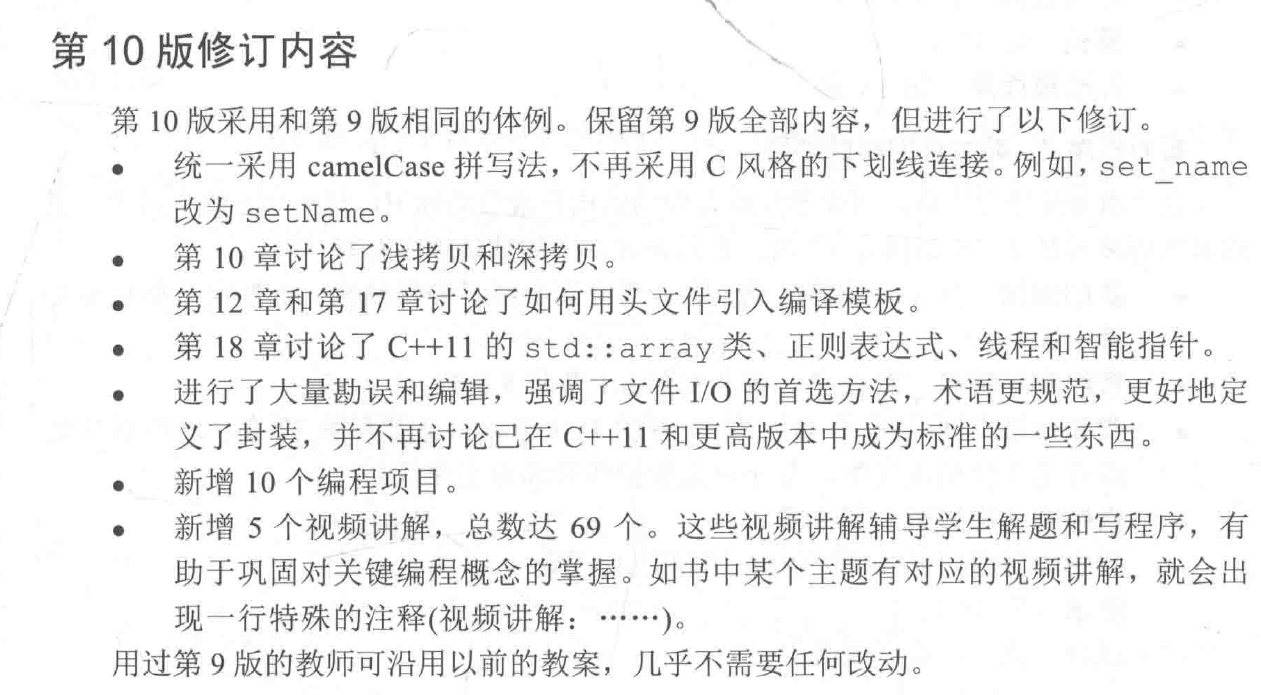 第 10 版修订内容
第 10 版采用和第 9 版相同的体例。保留第 9 版全部内容，但进行了以下修订。
● 统一采用 camelCase 拼写法，不再采用 C 风格的下划线连接。例如，set_name
改为 setName。
● 第 10 章讨论了浅拷贝和深拷贝。
● 第 12 章和第 17 章讨论了如何用头文件引入编译模板。
● 第 18 章讨论了 C++11 的 std::array 类、正则表达式、线程和智能指针。
● 进行了大量勘误和编辑，强调了文件 I/O 的首选方法，术语更规范，更好地定
义了封装，并不再讨论已在 C++11 和更高版本中成为标准的一些东西。
● 新增 10 个编程项目。
● 新增 5 个视频讲解，总数达 69 个。这些视频讲解辅导学生解题和写程序，有
助于巩固对关键编程概念的掌握。如书中某个主题有对应的视频讲解，就会出
现一行特殊的注释(视频讲解：……)。
用过第 9 版的教师可沿用以前的教案，几乎不需要任何改动。